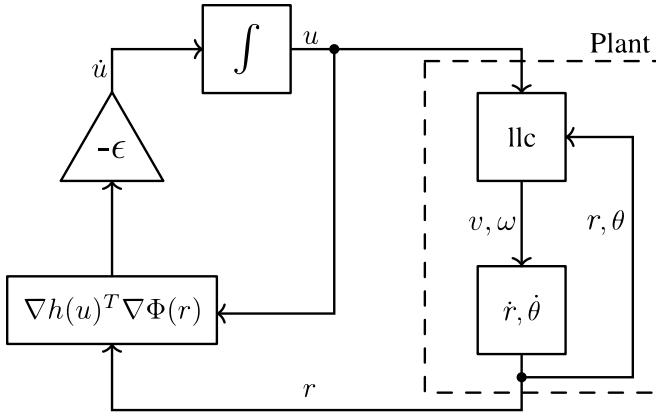 ∫
u
Plant
u̇
-ϵ
llc
v, ω
r, θ
∇h(u)^T ∇Φ(r)
ṙ, θ̇
r